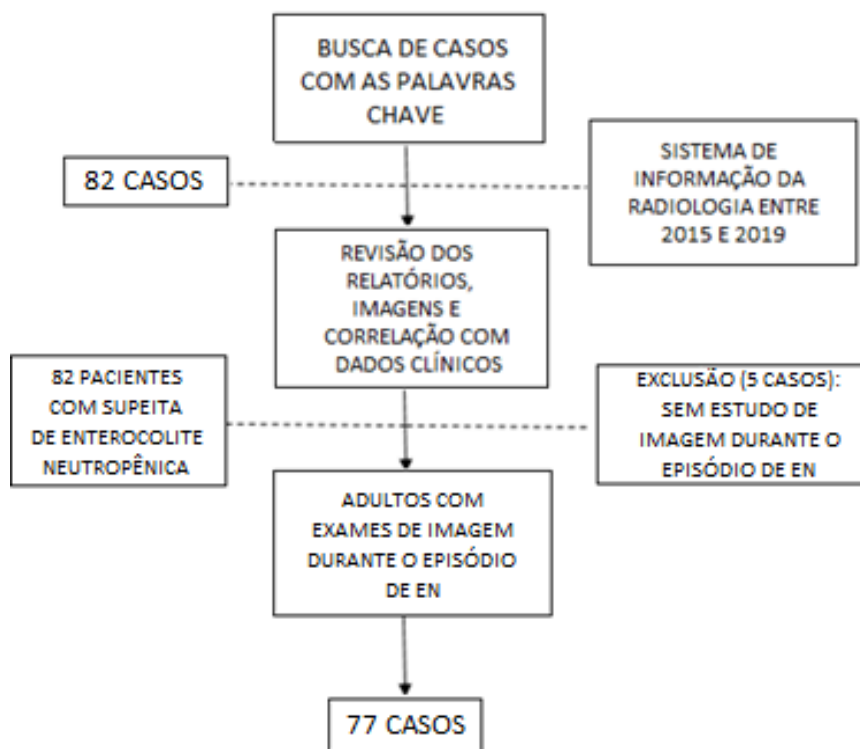 BUSCA DE CASOS
COM AS PALAVRAS
CHAVE
82 CASOS
SISTEMA DE
INFORMAÇÃO DA
RADIOLOGIA ENTRE
2015 E 2019
REVISÃO DOS
RELATÓRIOS,
IMAGENS E
CORRELAÇÃO COM
DADOS CLÍNICOS
82 PACIENTES
COM SUPEITA
DE ENTEROCOLITE
NEUTROPÊNICA
EXCLUSÃO (5 CASOS):
SEM ESTUDO DE
IMAGEM DURANTE O
EPISÓDIO DE EN
ADULTOS COM
EXAMES DE IMAGEM
DURANTE O EPISÓDIO
DE EN
77 CASOS